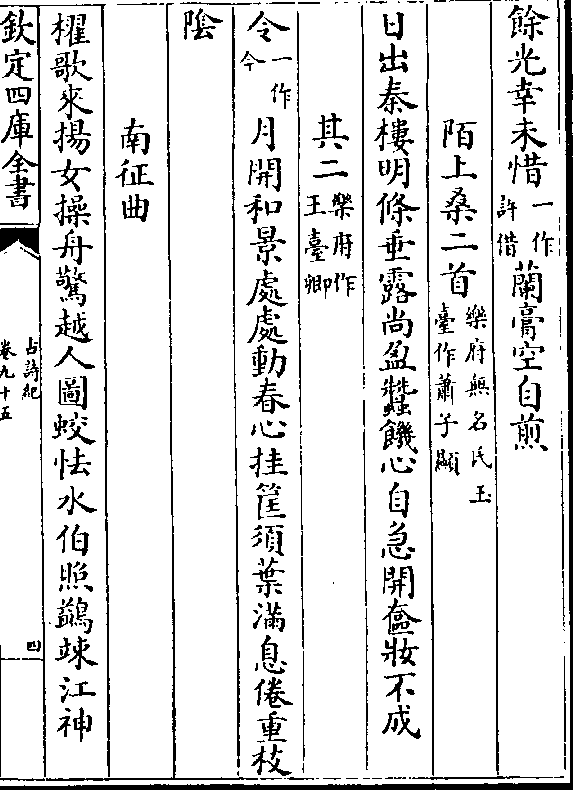 餘光幸未惜一作許借蘭膏空自煎
陌上桑二首樂府無名氏玉臺作蕭子顯
日出秦樓明條垂露尚盈蠶饑心自急開奩妝不成
其二樂府作王臺卿
令一作今月開和景處處動春心挂筐須葉滿息倦重枝
陰
南征曲
櫂歌來揚女操舟驚越人圖蛟怯水伯照鷁竦江神
欽定四庫全書
古詩紀
卷九十五
四